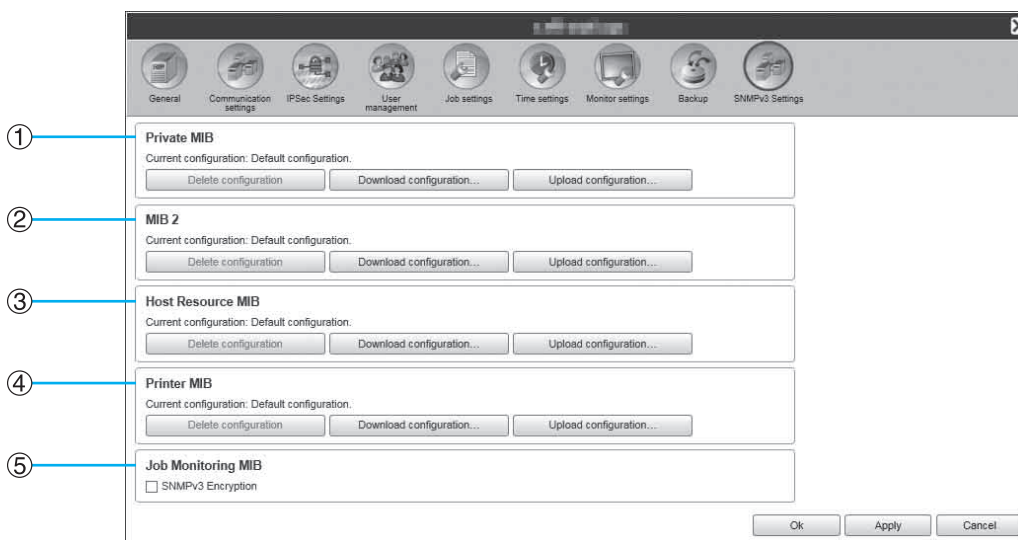 General
Communication settings
IPSec Settings
User management
Job settings
Time settings
Monitor settings
Backup
SNMPv3 Settings
① Private MIB
Current configuration: Default configuration.
Delete configuration Download configuration... Upload configuration...
② MIB 2
Current configuration: Default configuration.
Delete configuration Download configuration... Upload configuration...
③ Host Resource MIB
Current configuration: Default configuration.
Delete configuration Download configuration... Upload configuration...
④ Printer MIB
Current configuration: Default configuration.
Delete configuration Download configuration... Upload configuration...
⑤ Job Monitoring MIB
SNMPv3 Encryption
Ok Apply Cancel